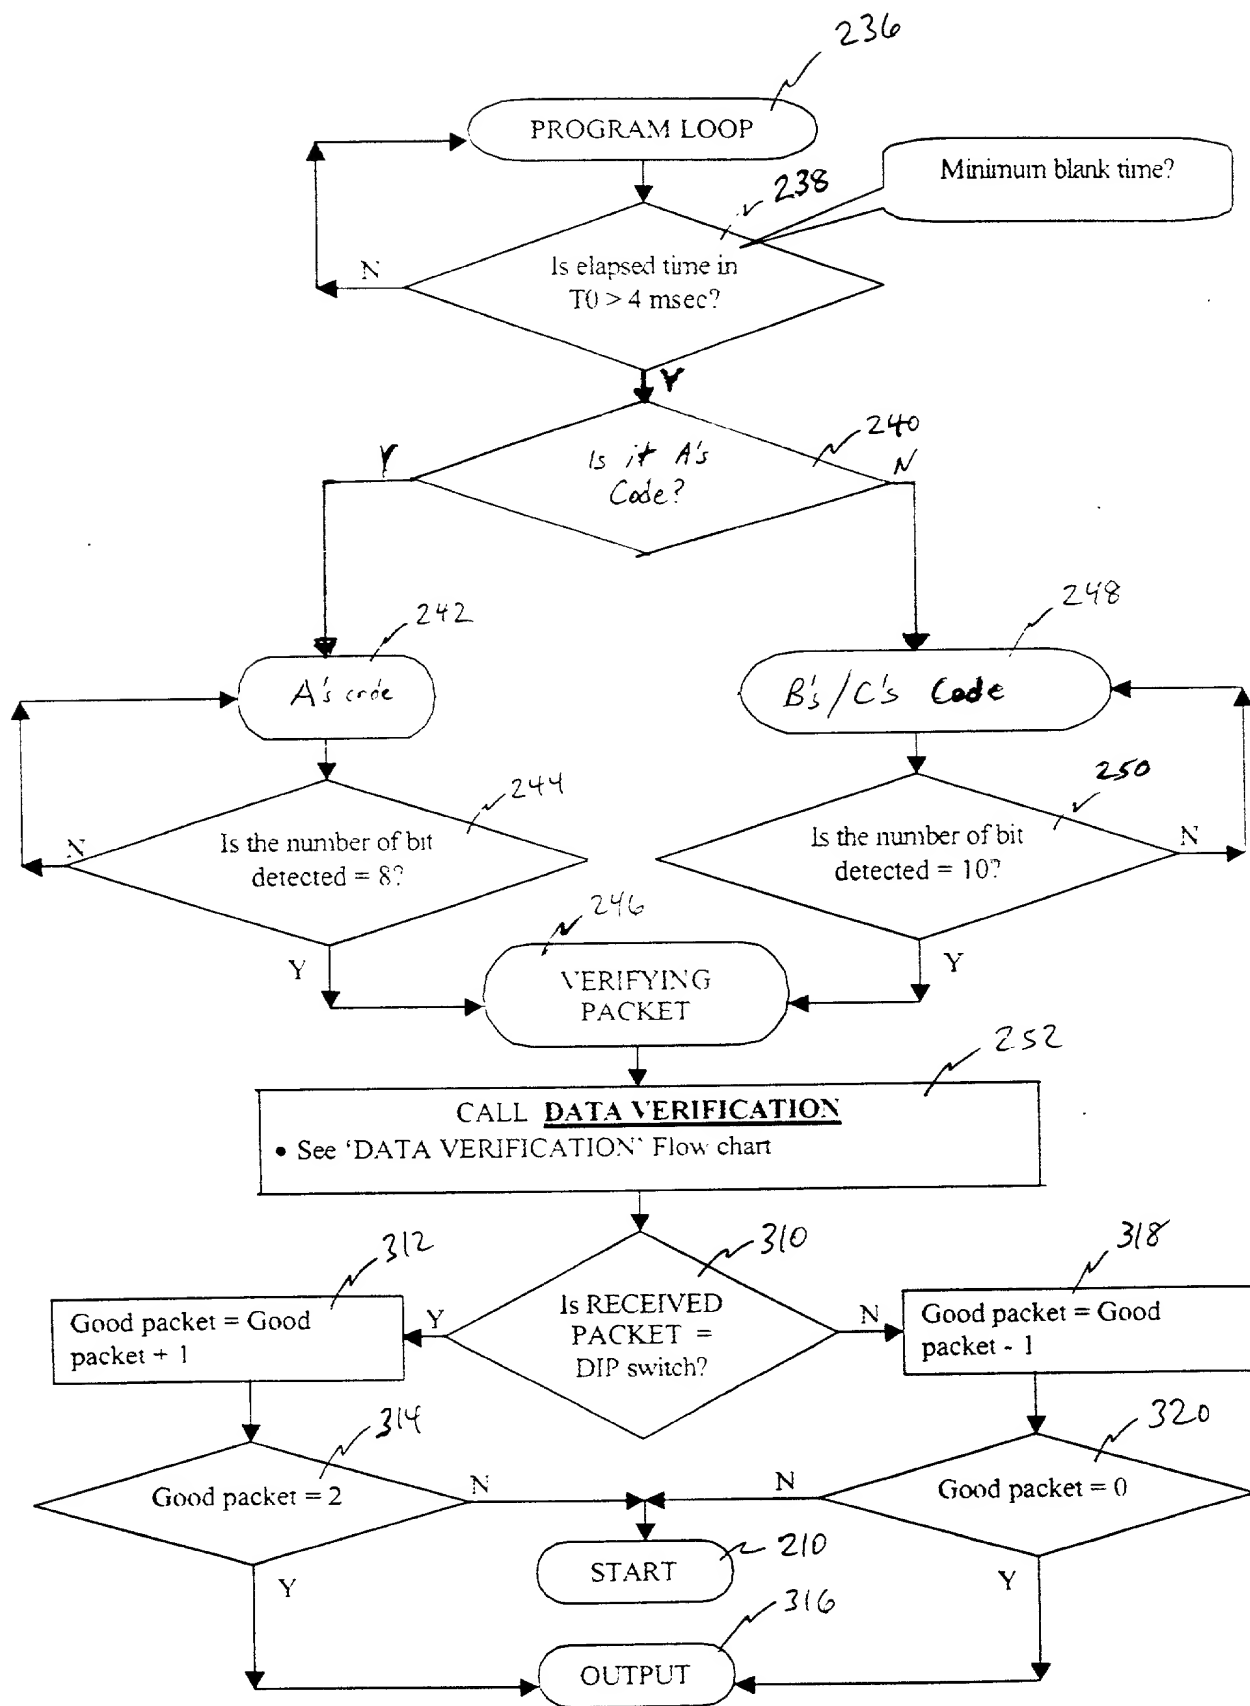 236
PROGRAM LOOP
Minimum blank time?
238
Is elapsed time in
T0 > 4 msec?
N
Y
240
Is it A's
Code?
Y
N
242
A's code
248
B's/C's Code
244
Is the number of bit
detected = 8?
N
Y
250
Is the number of bit
detected = 10?
N
Y
246
VERIFYING
PACKET
252
CALL DATA VERIFICATION
• See ‘DATA VERIFICATION’ Flow chart
310
Is RECEIVED
PACKET =
DIP switch?
Y
N
312
Good packet = Good
packet + 1
318
Good packet = Good
packet - 1
314
Good packet = 2
N
Y
320
Good packet = 0
N
Y
210
START
316
OUTPUT